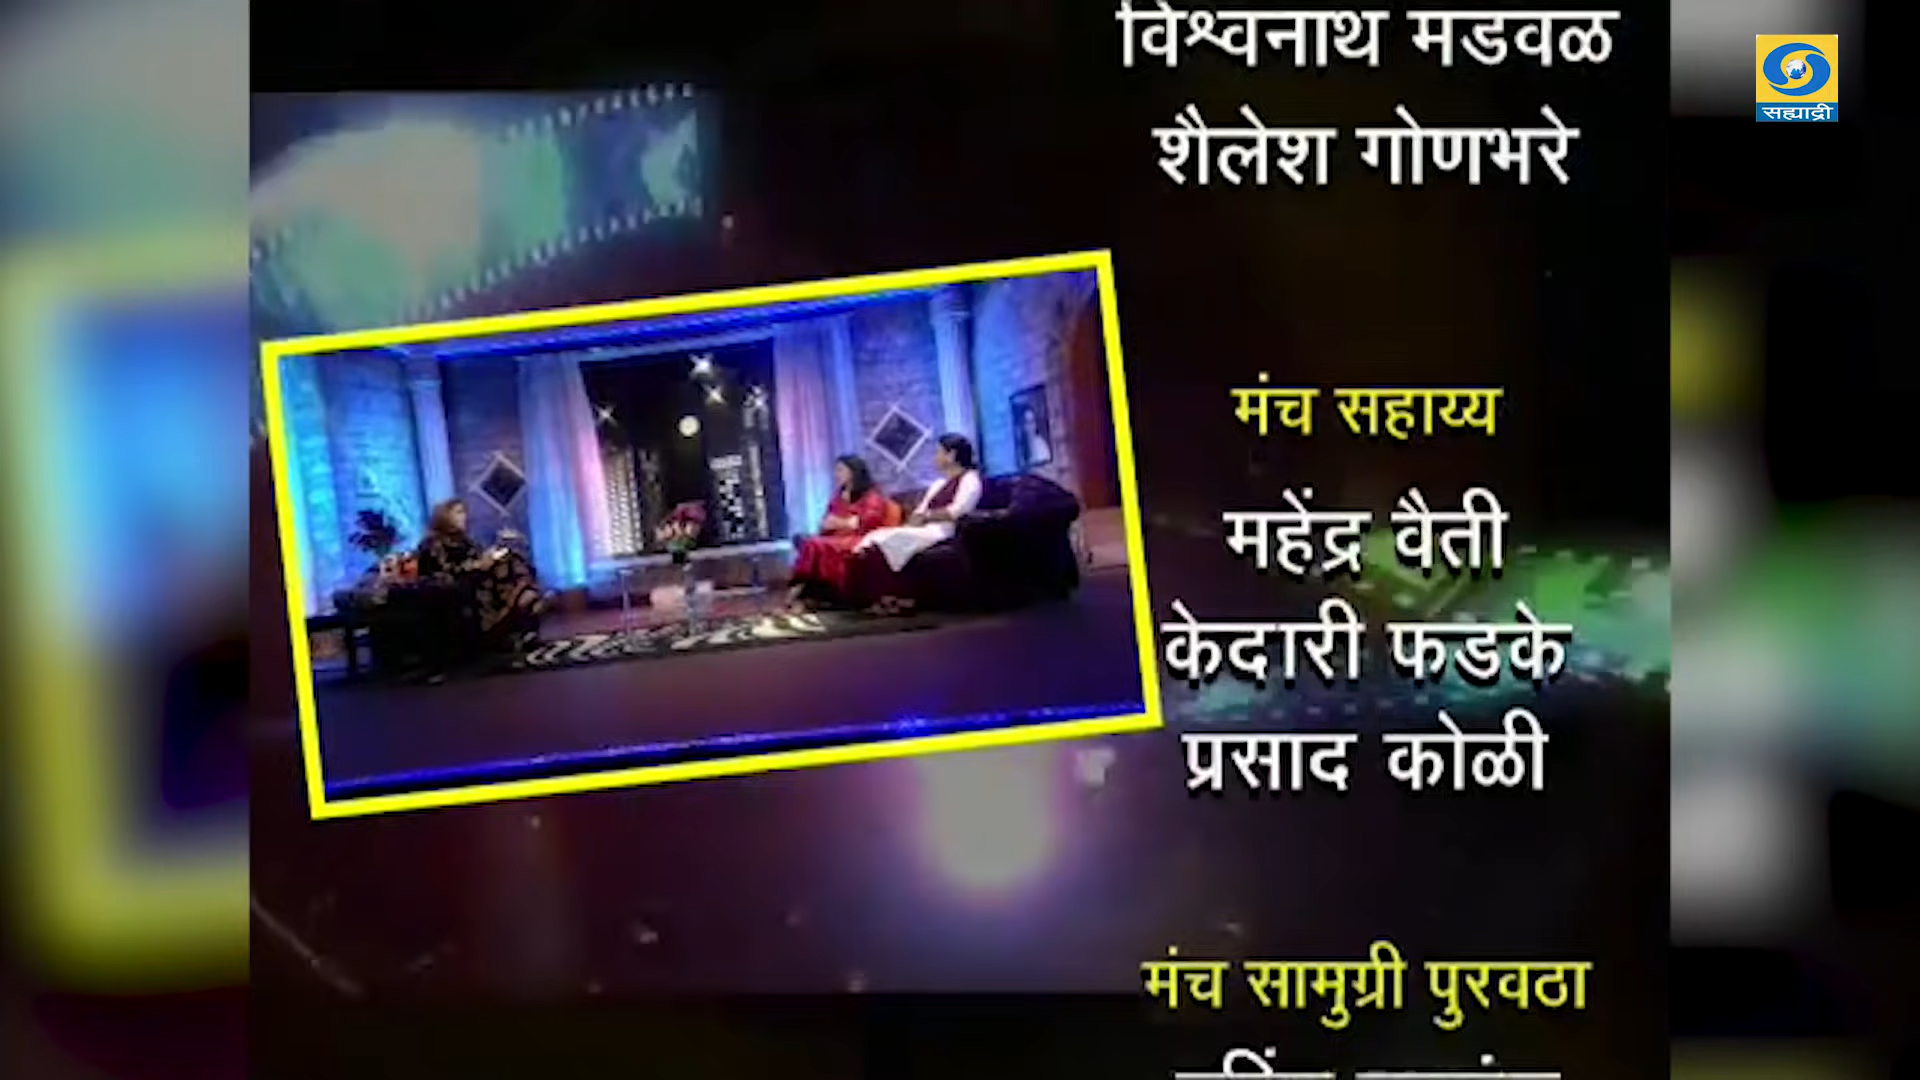 विश्वनाथ मडवळ
शैलेश गोणभरे
सह्याद्री
मंच सहाय्य
महेंद्र वैती
केदारी फडके
प्रसाद कोळी
मंच सामुग्री पुरवठा